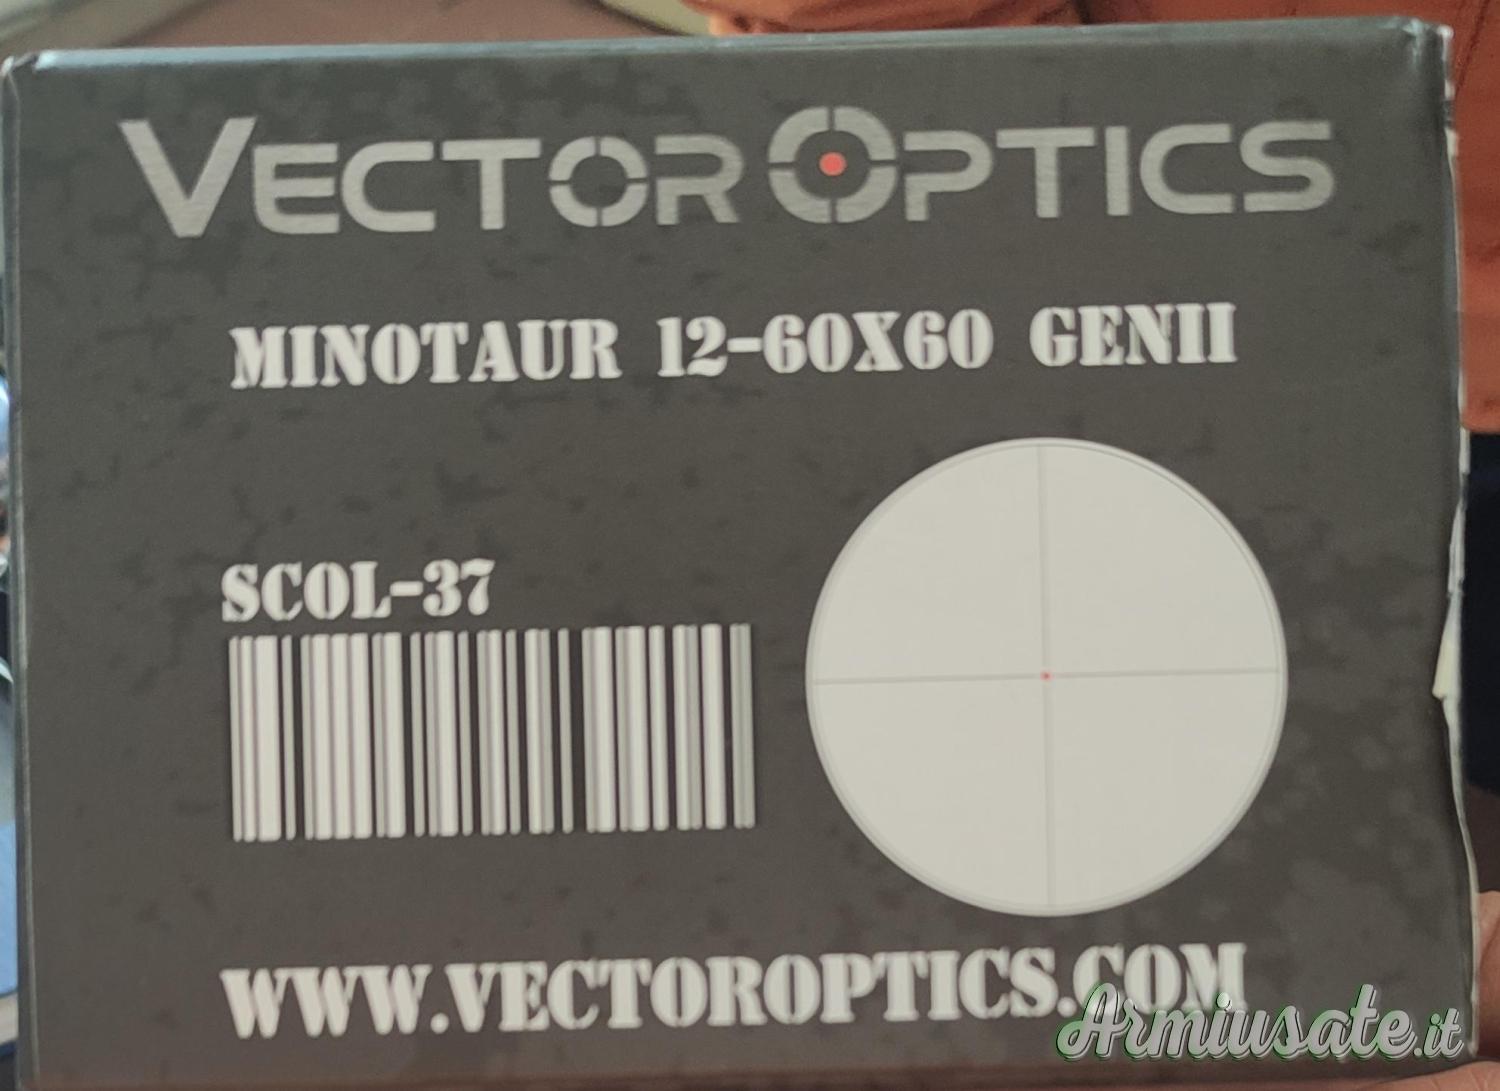 VECTOR OPTICS
MINOTAUR 12-60X60 GENII
SCOL-37
WWW.VECTOROPTICS.COM
Armiusate.it